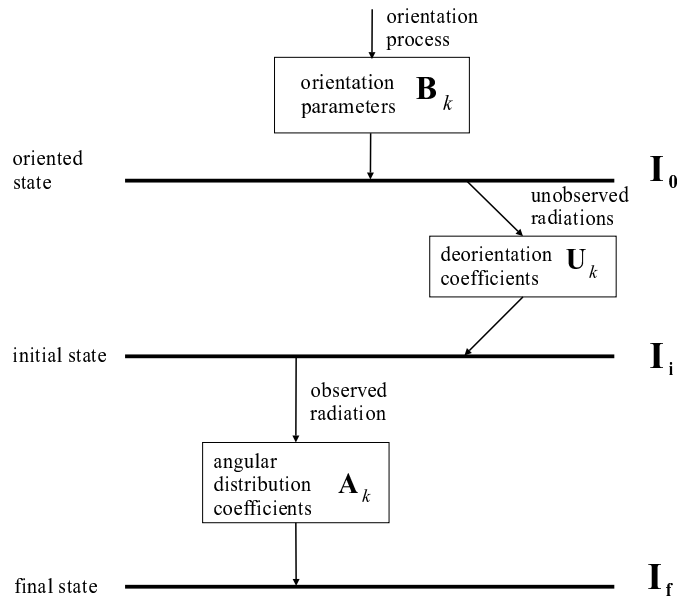 orientation
process
orientation
parameters B k
oriented
state
I 0
unobserved
radiations
deorientation
coefficients U k
initial state
I i
observed
radiation
angular
distribution
coefficients A k
final state
I f